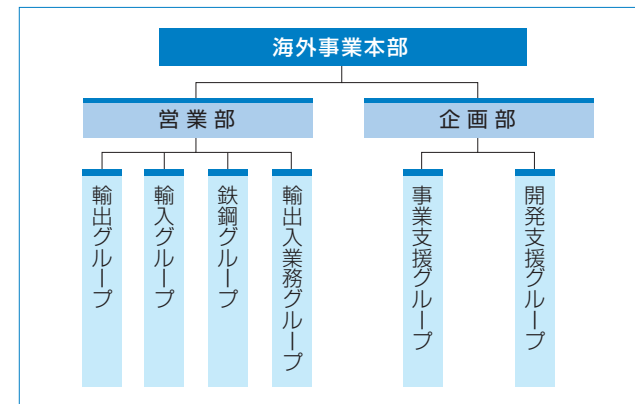 海外事業本部
営業部
企画部
輸出グループ
輸入グループ
鉄鋼グループ
輸出入業務グループ
事業支援グループ
開発支援グループ